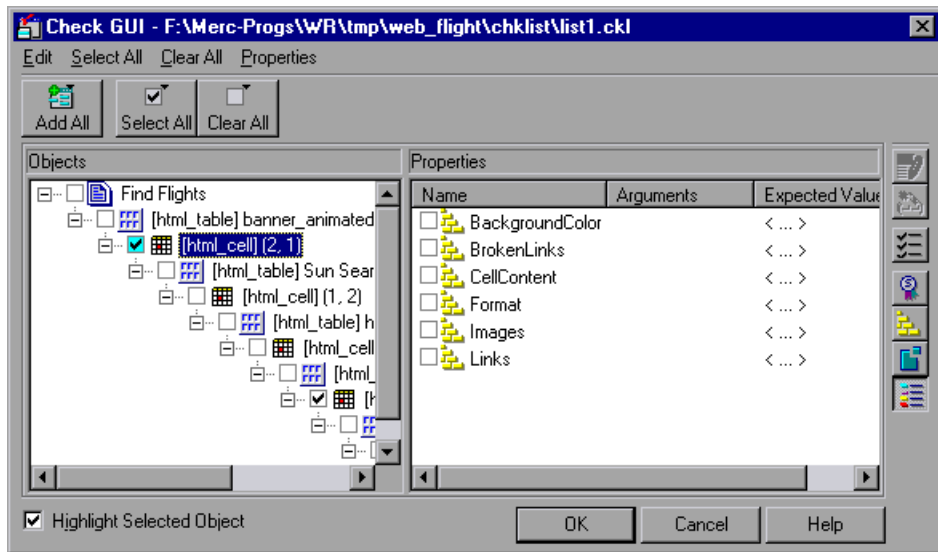 Check GUI - F:\Merc-Progs\WR\tmp\web_flight\chklist\list1.ckl
Edit Select All Clear All Properties
Add All Select All Clear All
Objects
Find Flights
[html_table] banner_animated
[html_cell] (2, 1)
[html_table] Sun Sear
[html_cell] (1, 2)
[html_table] h
[html_cell
[html_
[h
Properties
Name Arguments Expected Value
BackgroundColor < ... >
BrokenLinks < ... >
CellContent < ... >
Format < ... >
Images < ... >
Links < ... >
Highlight Selected Object
OK Cancel Help